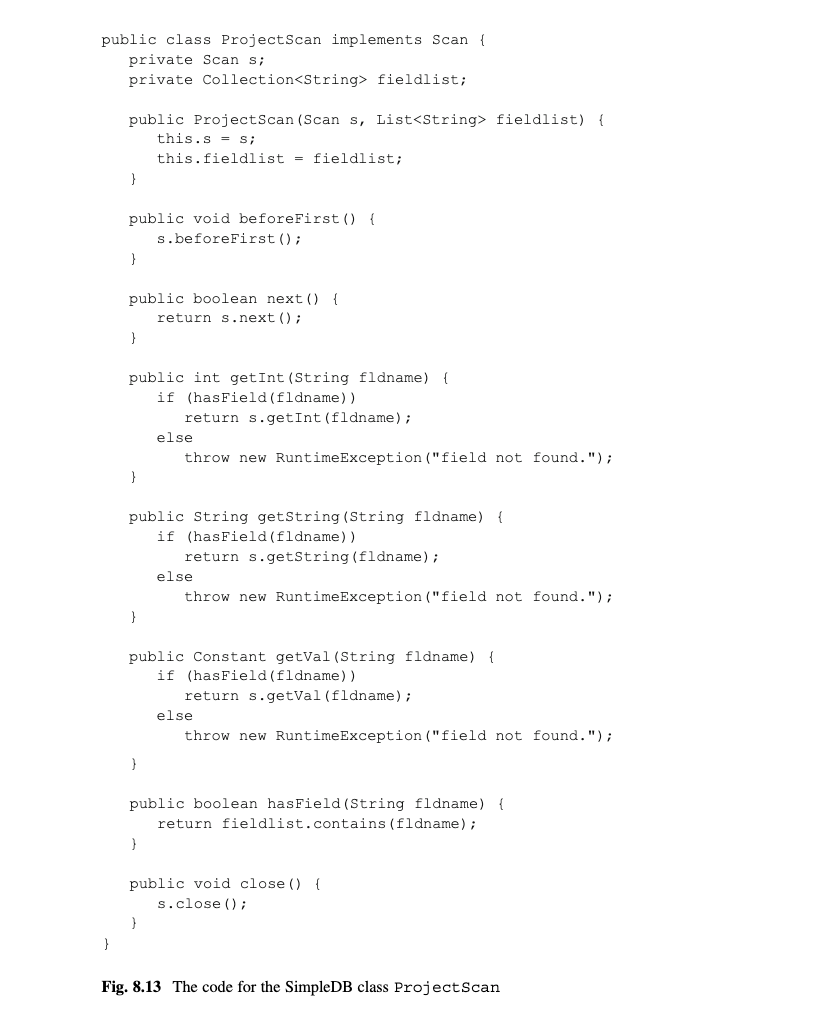 public class ProjectScan implements Scan {
   private Scan s;
   private Collection<String> fieldlist;

   public ProjectScan(Scan s, List<String> fieldlist) {
      this.s = s;
      this.fieldlist = fieldlist;
   }

   public void beforeFirst() {
      s.beforeFirst();
   }

   public boolean next() {
      return s.next();
   }

   public int getInt(String fldname) {
      if (hasField(fldname))
         return s.getInt(fldname);
      else
         throw new RuntimeException("field not found.");
   }

   public String getString(String fldname) {
      if (hasField(fldname))
         return s.getString(fldname);
      else
         throw new RuntimeException("field not found.");
   }

   public Constant getVal(String fldname) {
      if (hasField(fldname))
         return s.getVal(fldname);
      else
         throw new RuntimeException("field not found.");
   }

   public boolean hasField(String fldname) {
      return fieldlist.contains(fldname);
   }

   public void close() {
      s.close();
   }
}

Fig. 8.13 The code for the SimpleDB class ProjectScan